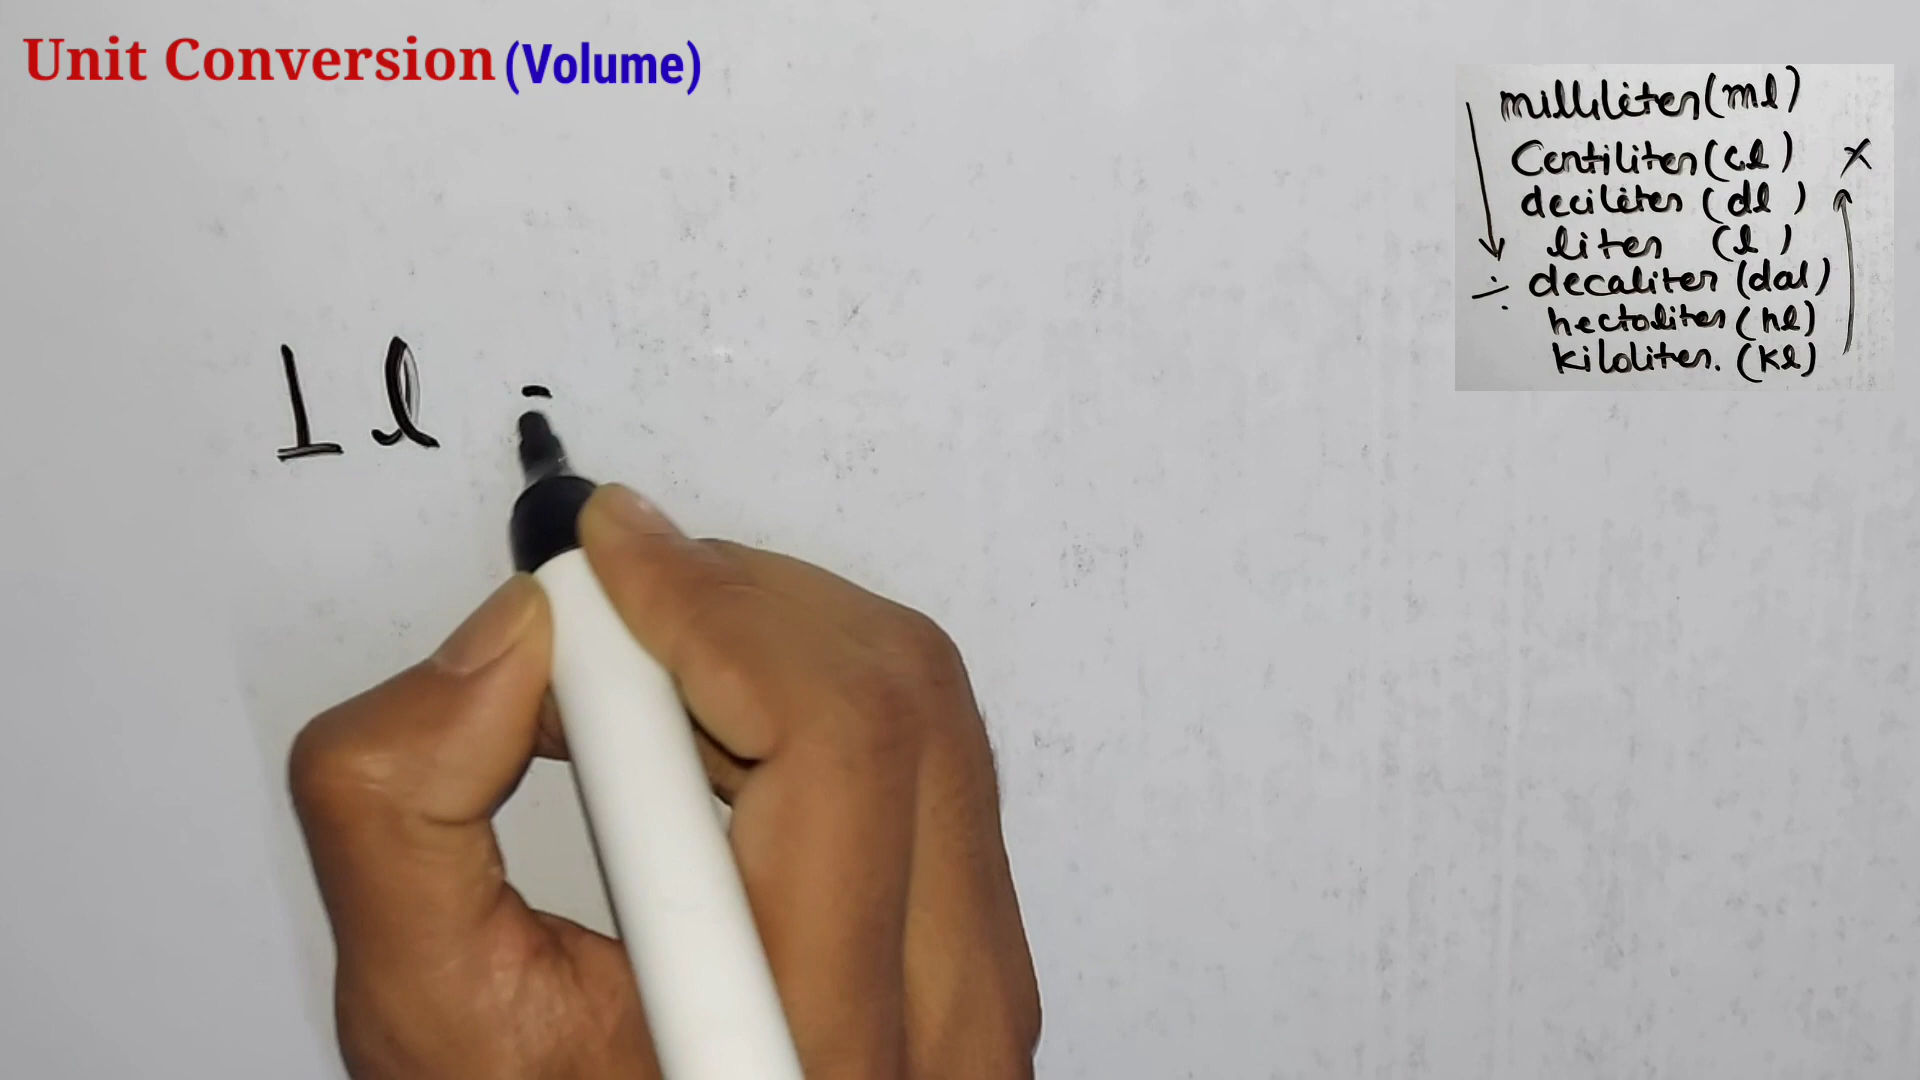 Unit Conversion (Volume)
milliliter (ml)
Centiliter (cl) ×
deciliter (dl)
liter (l)
÷ decaliter (dal)
hectoliter (hl)
kiloliter. (kl)
1 l -